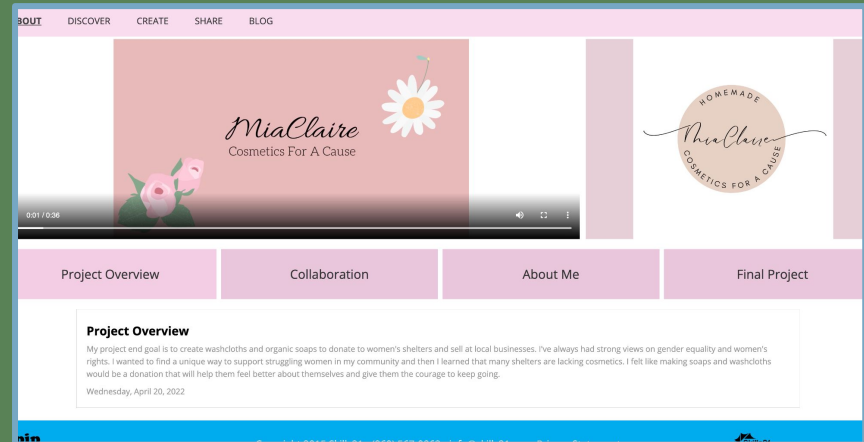 BOUT DISCOVER CREATE SHARE BLOG
MiaClaire
Cosmetics For A Cause
HOMEMADE
MiaClaire
COSMETICS FOR A CAUSE
0:01 / 0:36
Project Overview Collaboration About Me Final Project
Project Overview
My project end goal is to create washcloths and organic soaps to donate to women's shelters and sell at local businesses. I've always had strong views on gender equality and women's
rights. I wanted to find a unique way to support struggling women in my community and then I learned that many shelters are lacking cosmetics. I felt like making soaps and washcloths
would be a donation that will help them feel better about themselves and give them the courage to keep going.
Wednesday, April 20, 2022